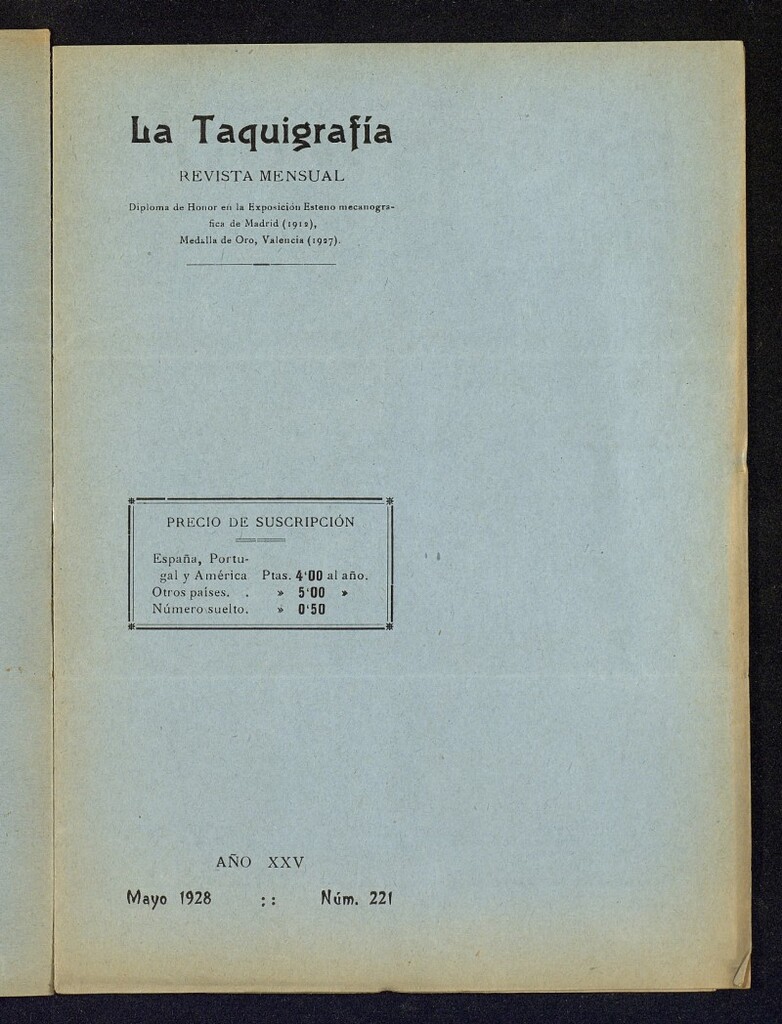 La Taquigrafía
REVISTA MENSUAL
Diploma de Honor en la Exposición Esteno mecanogra-
fica de Madrid (1912),
Medalla de Oro, Valencia (1927).
PRECIO DE SUSCRIPCIÓN
España, Portu-
gal y América Ptas. 4'00 al año.
Otros países. . » 5'00 »
Número suelto. » 0'50
AÑO XXV
Mayo 1928 :: Núm. 221